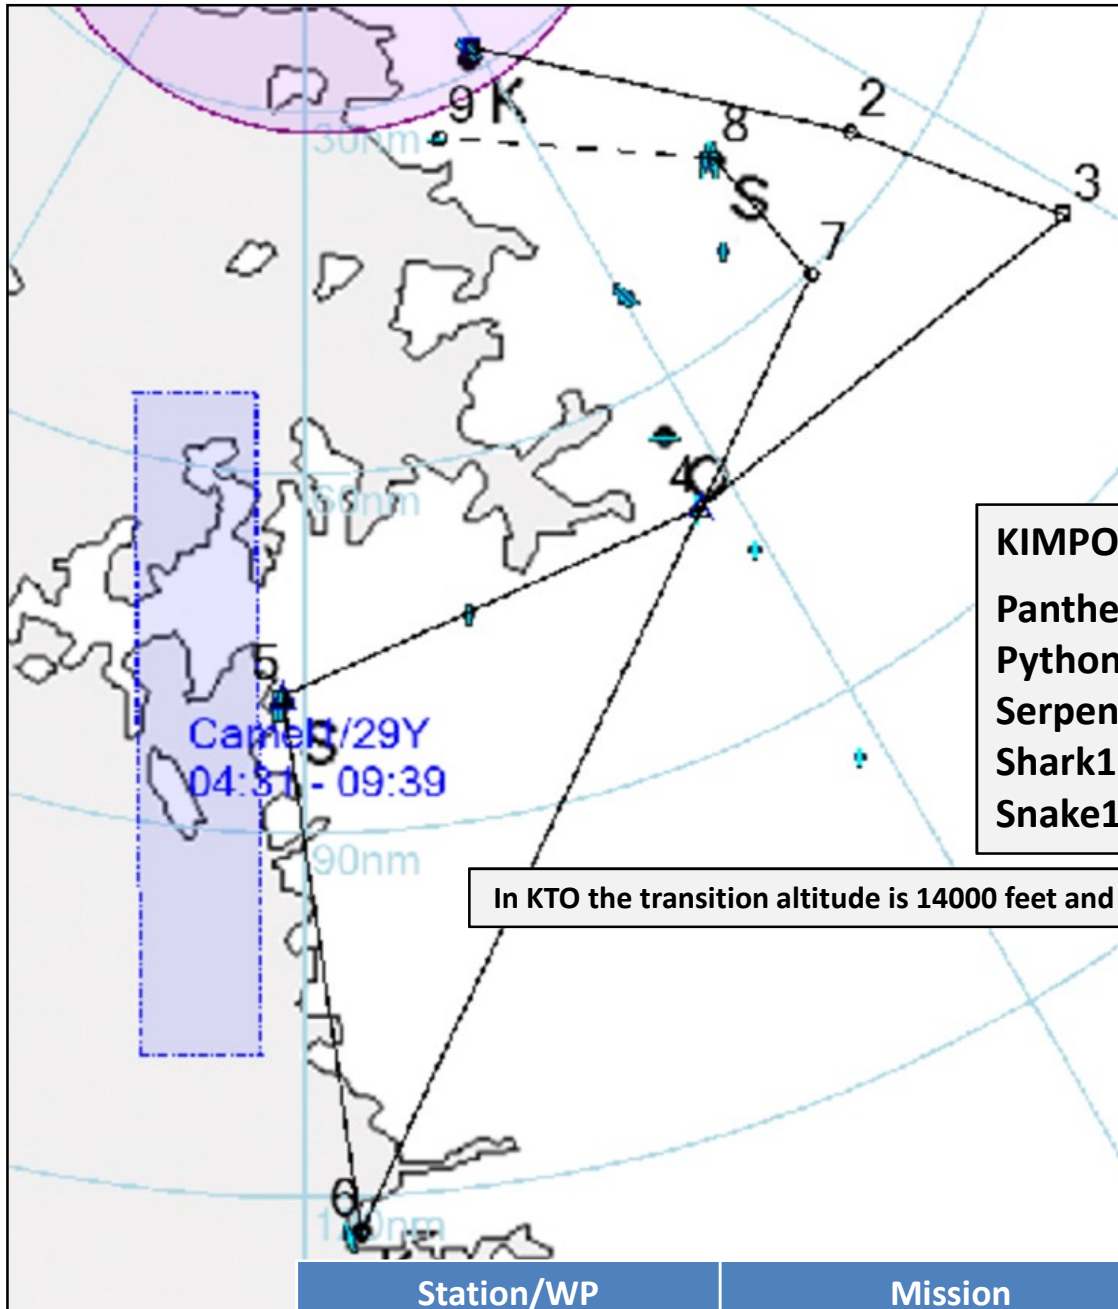 9 K
8
2
3
30nm
S
7
60nm
4
KIMPO
Panthe
Python
Serpen
Shark1
Snake1
5
S
Camel1/29Y
04:31 - 09:39
90nm
In KTO the transition altitude is 14000 feet and
6
120nm
Station/WP
Mission